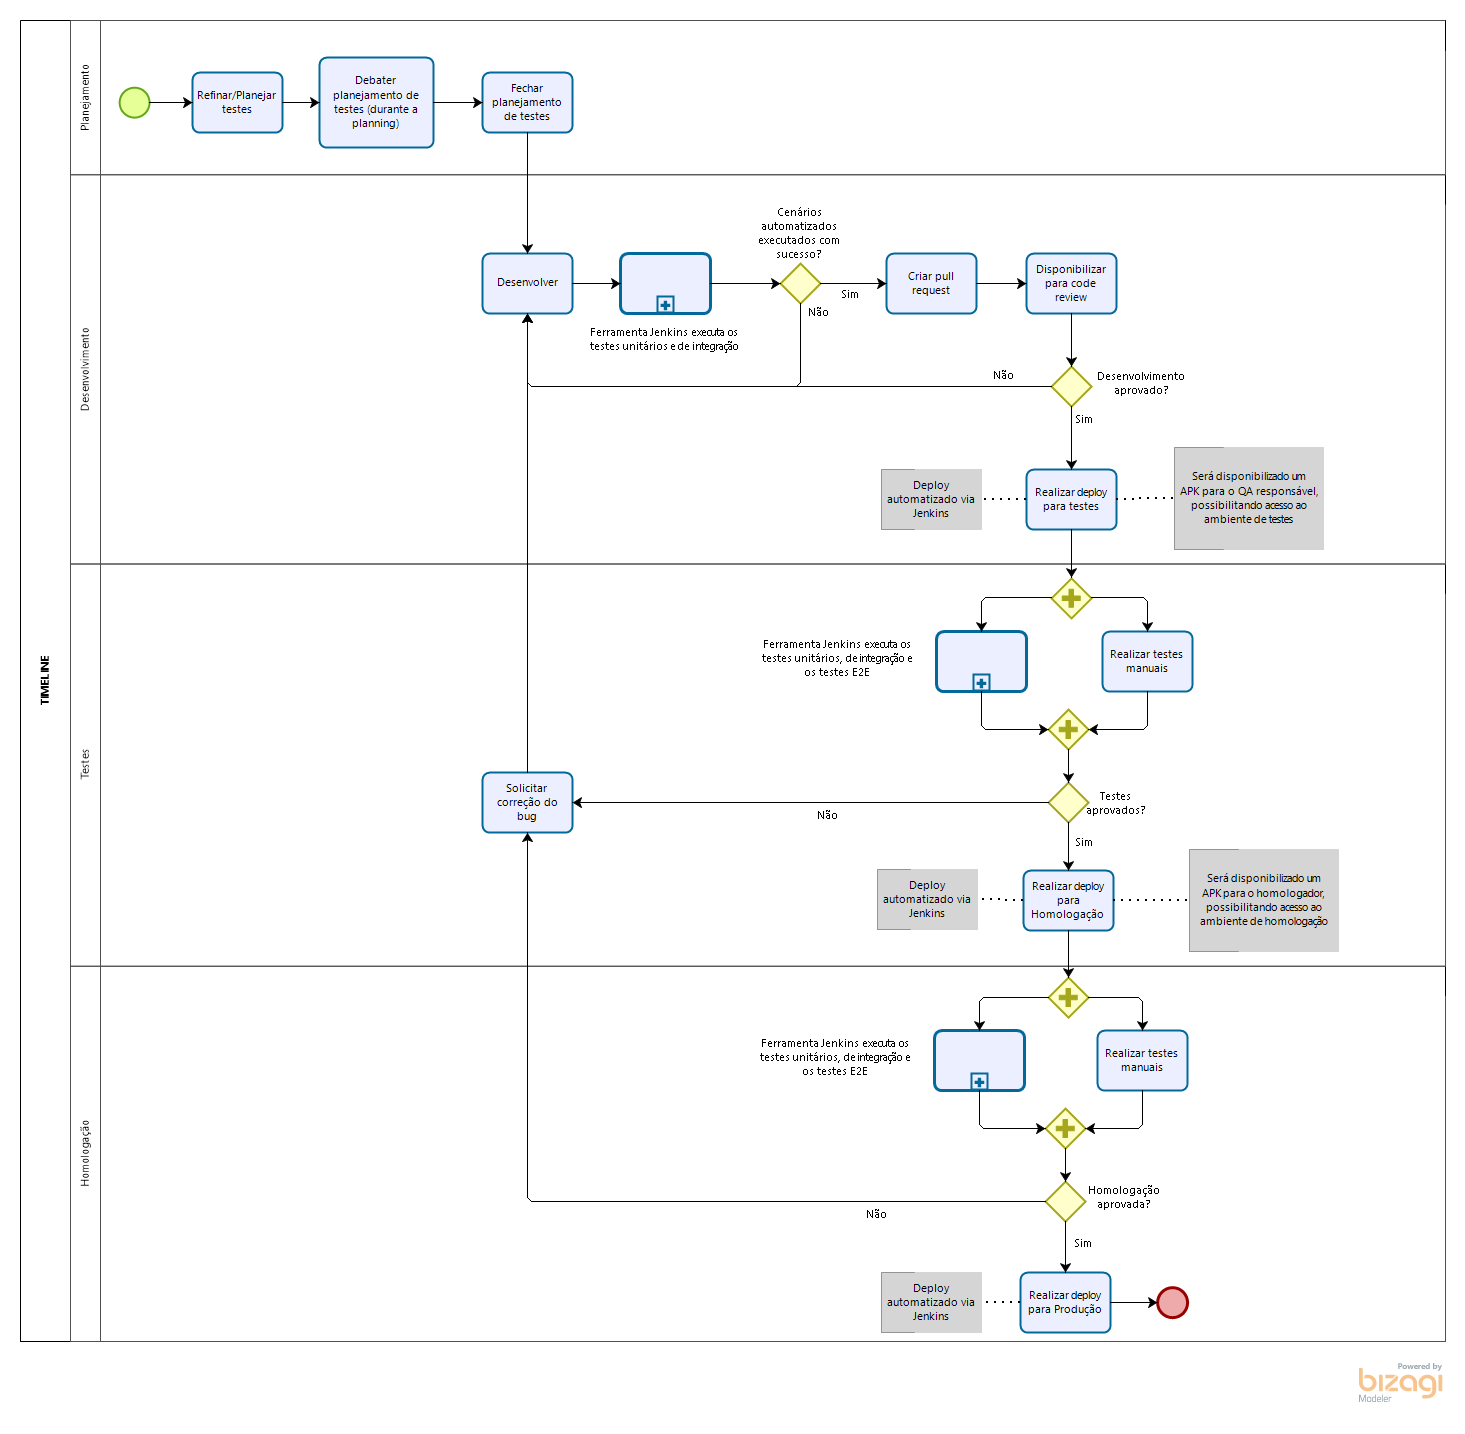 TIMELINE
Planejamento
Refinar/Planejar
testes
Debater
planejamento de
testes (durante a
planning)
Fechar
planejamento
de testes
Desenvolvimento
Desenvolver
Ferramenta Jenkins executa os
testes unitários e de integração
Cenários
automatizados
executados com
sucesso?
Sim
Não
Criar pull
request
Disponibilizar
para code
review
Desenvolvimento
aprovado?
Não
Sim
Deploy
automatizado via
Jenkins
Realizar deploy
para testes
Será disponibilizado um
APK para o QA responsável,
possibilitando acesso ao
ambiente de testes
Testes
Ferramenta Jenkins executa os
testes unitários, de integração e
os testes E2E
Realizar testes
manuais
Solicitar
correção do
bug
Não
Testes
aprovados?
Sim
Deploy
automatizado via
Jenkins
Realizar deploy
para
Homologação
Será disponibilizado um
APK para o homologador,
possibilitando acesso ao
ambiente de homologação
Homologação
Ferramenta Jenkins executa os
testes unitários, de integração e
os testes E2E
Realizar testes
manuais
Homologação
aprovada?
Não
Sim
Deploy
automatizado via
Jenkins
Realizar deploy
para Produção
Powered by
bizagi
Modeler